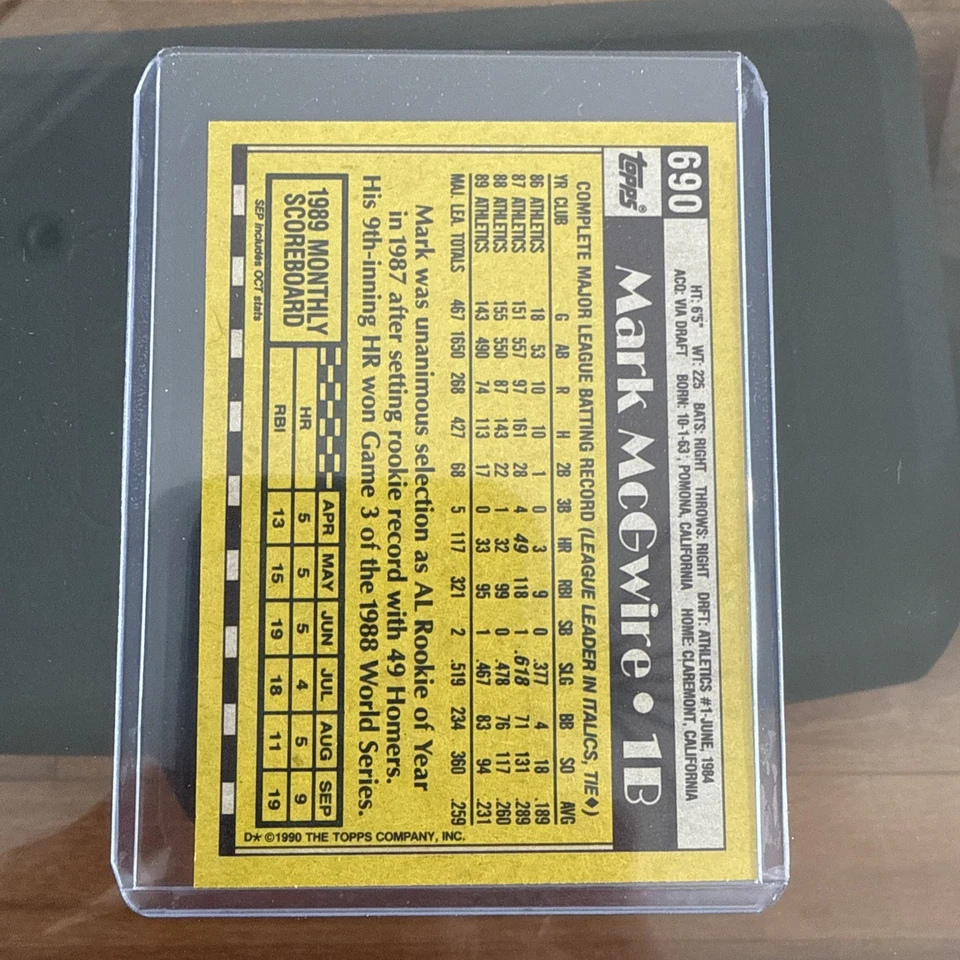 690
HT: 6'5" WT: 225 BATS: RIGHT THROWS: RIGHT DRFT: ATHLETICS #1-JUNE, 1984
ACQ: VIA DRAFT BORN: 10-1-63, POMONA, CALIFORNIA HOME: CLAREMONT, CALIFORNIA
TOPPS®
Mark McGwire • 1B
COMPLETE MAJOR LEAGUE BATTING RECORD (LEAGUE LEADER IN ITALICS, TIE♦)
YR CLUB G AB R H 2B 3B HR RBI SB SLG BB SO AVG
86 ATHLETICS 18 53 10 10 1 0 3 9 0 .377 4 18 .189
87 ATHLETICS 151 557 97 161 28 4 49 118 1 .618 71 131 .289
88 ATHLETICS 155 550 87 143 22 1 32 99 0 .478 76 117 .260
89 ATHLETICS 143 490 74 113 17 0 33 95 1 .467 83 94 .231
MAJ. LEA. TOTALS 467 1650 268 427 68 5 117 321 2 .519 234 360 .259
Mark was unanimous selection as AL Rookie of Year
in 1987 after setting rookie record with 49 Homers.
His 9th-inning HR won Game 3 of the 1988 World Series.
1989 MONTHLY
SCOREBOARD
APR MAY JUN JUL AUG SEP
HR 5 5 5 4 5 9
RBI 13 15 19 18 11 19
SEP includes OCT stats
D* ©1990 THE TOPPS COMPANY, INC.